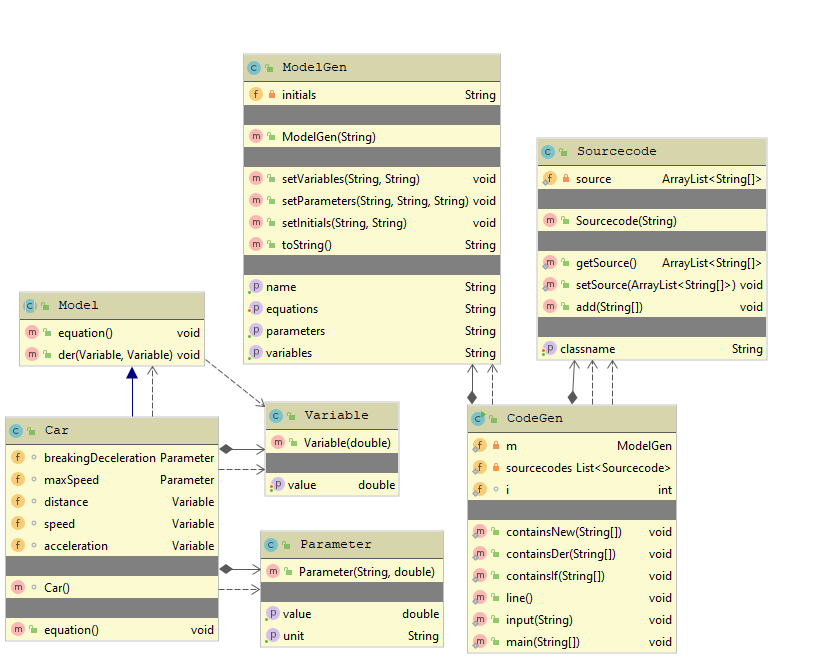 ModelGen
initials String
ModelGen(String)
setVariables(String, String) void
setParameters(String, String, String) void
setInitials(String, String) void
toString() String
name String
equations String
parameters String
variables String
Sourcecode
source ArrayList<String[]>
Sourcecode(String)
getSource() ArrayList<String[]>
setSource(ArrayList<String[]>) void
add(String[]) void
classname String
Model
equation() void
der(Variable, Variable) void
Variable
Variable(double)
value double
Car
breakingDeceleration Parameter
maxSpeed Parameter
distance Variable
speed Variable
acceleration Variable
Car()
equation() void
Parameter
Parameter(String, double)
value double
unit String
CodeGen
m ModelGen
sourcecodes List<Sourcecode>
i int
containsNew(String[]) void
containsDer(String[]) void
containsIf(String[]) void
line() void
input(String) void
main(String[]) void